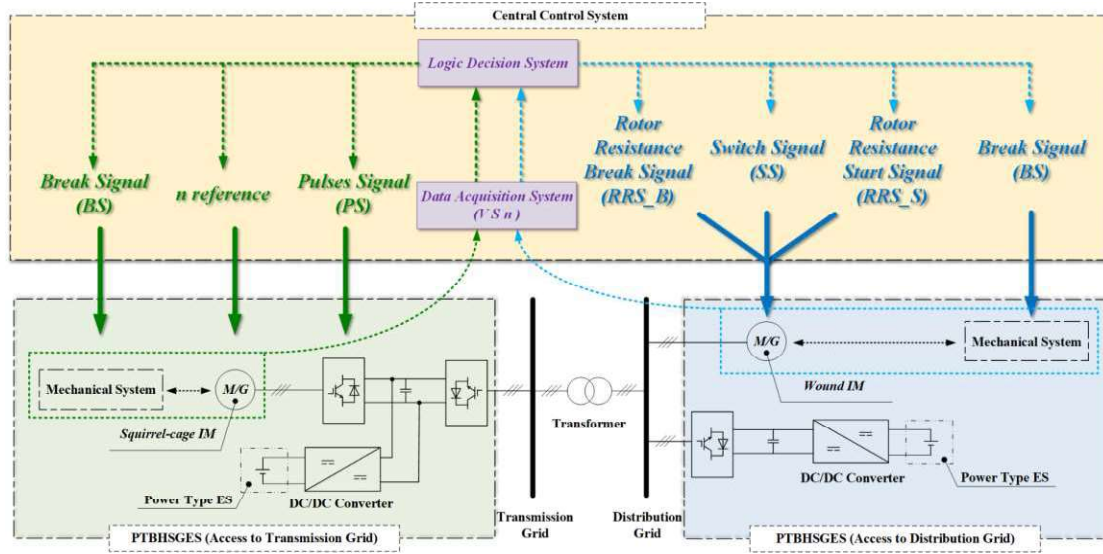 Central Control System
Logic Decision System
Break Signal
(BS)
n reference
Pulses Signal
(PS)
Data Acquisition System
(V S n )
Rotor
Resistance
Break Signal
(RRS_B)
Switch Signal
(SS)
Rotor
Resistance
Start Signal
(RRS_S)
Break Signal
(BS)
Mechanical System
M/G
Squirrel-cage IM
Power Type ES
DC/DC Converter
PTBHSGES (Access to Transmission Grid)
Transformer
Transmission
Grid
Distribution
Grid
M/G
Mechanical System
Wound IM
DC/DC Converter
Power Type ES
PTBHSGES (Access to Distribution Grid)